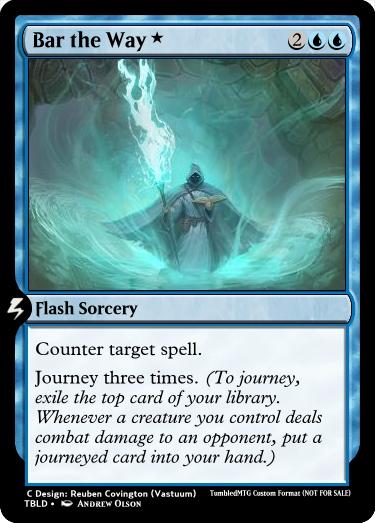 Bar the Way ★ 2
Flash Sorcery
Counter target spell.
Journey three times. (To journey,
exile the top card of your library.
Whenever a creature you control deals
combat damage to an opponent, put a
journeyed card into your hand.)
C Design: Reuben Covington (Vastuum) TumbledMTG Custom Format (NOT FOR SALE)
TBLD • Andrew Olson